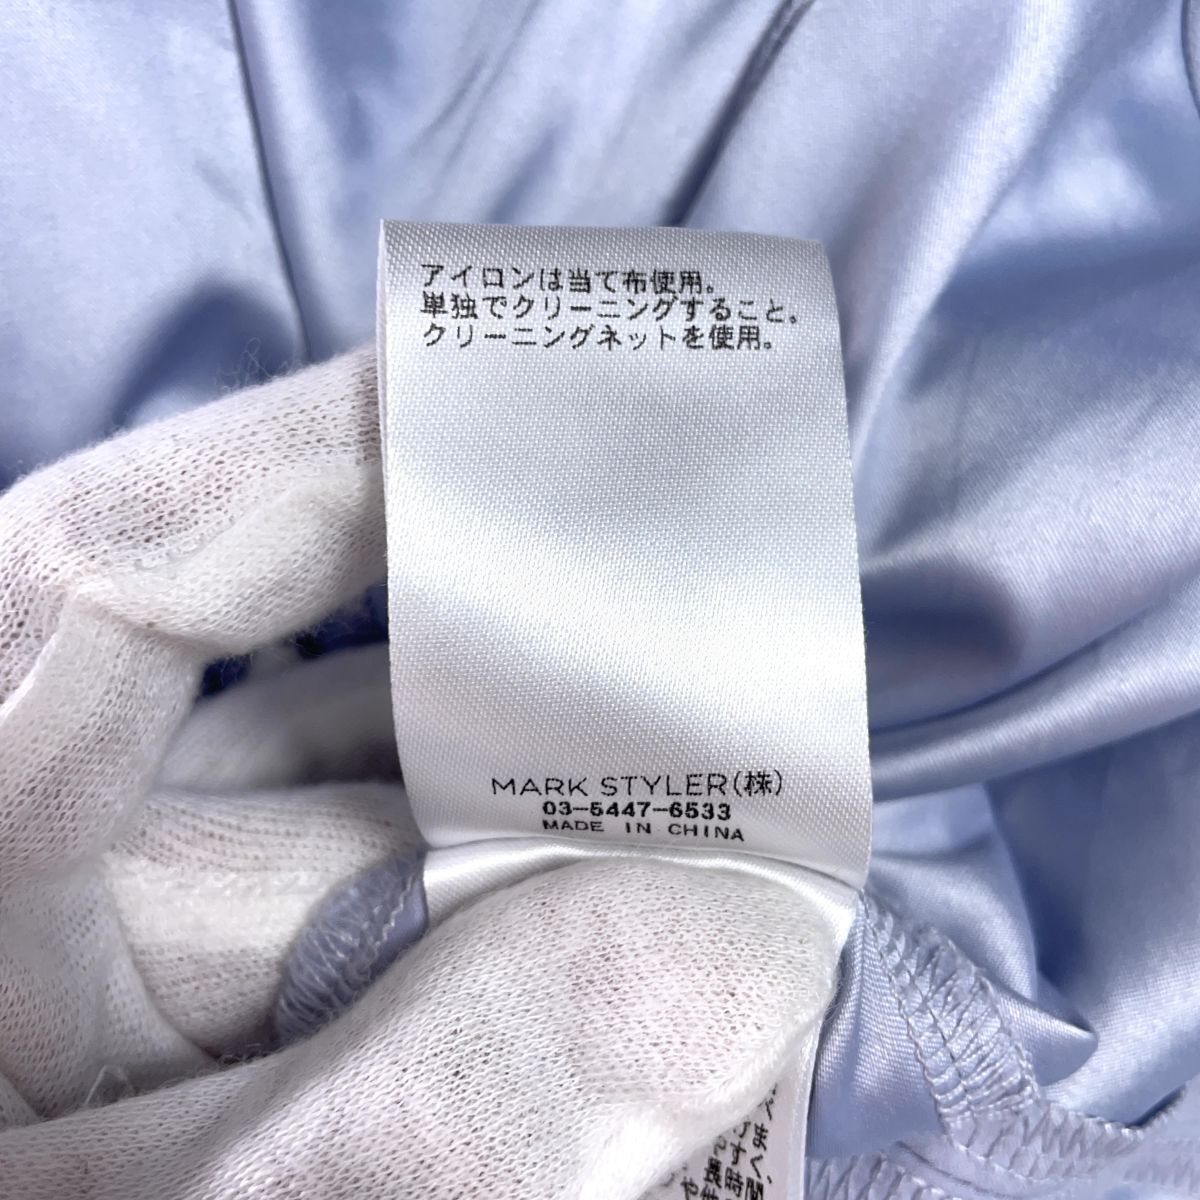 アイロンは当て布使用。
単独でクリーニングすること。
クリーニングネットを使用。
MARK STYLER(株)
03-5447-6533
MADE IN CHINA